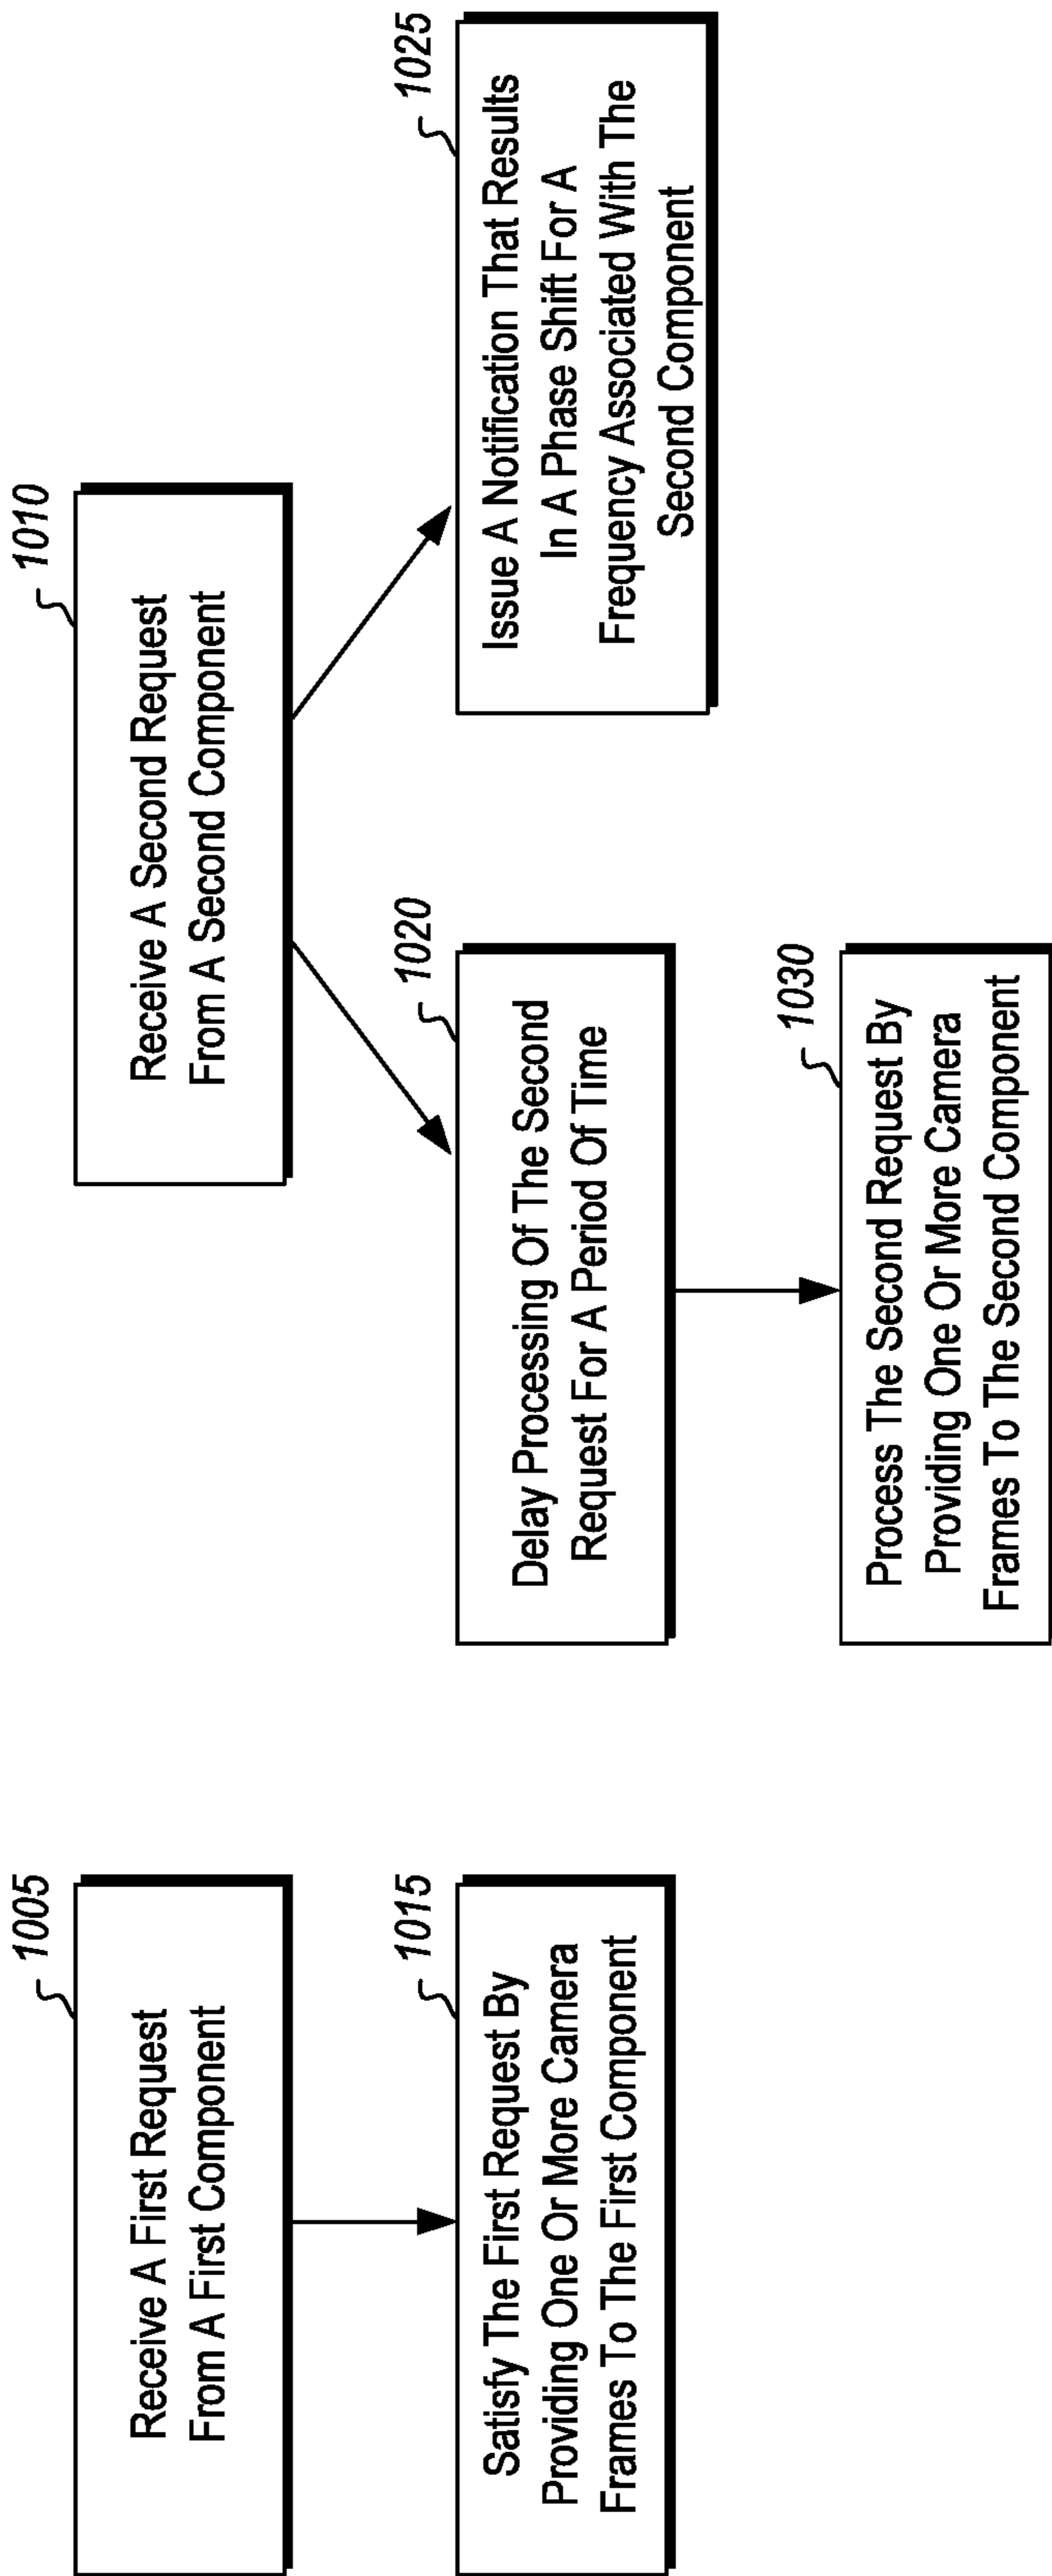 1005
Receive A First Request
From A First Component
1010
Receive A Second Request
From A Second Component
1015
Satisfy The First Request By
Providing One Or More Camera
Frames To The First Component
1020
Delay Processing Of The Second
Request For A Period Of Time
1025
Issue A Notification That Results
In A Phase Shift For A
Frequency Associated With The
Second Component
1030
Process The Second Request By
Providing One Or More Camera
Frames To The Second Component